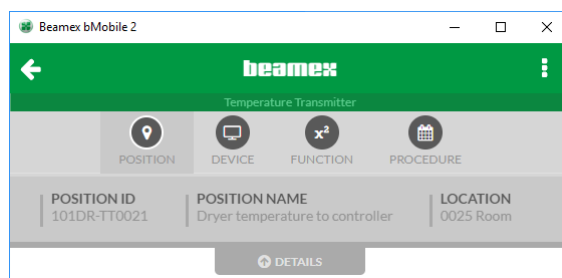 Beamex bMobile 2
beamex
Temperature Transmitter
x²
POSITION DEVICE FUNCTION PROCEDURE
POSITION ID POSITION NAME LOCATION
101DR-TT0021 Dryer temperature to controller 0025 Room
DETAILS